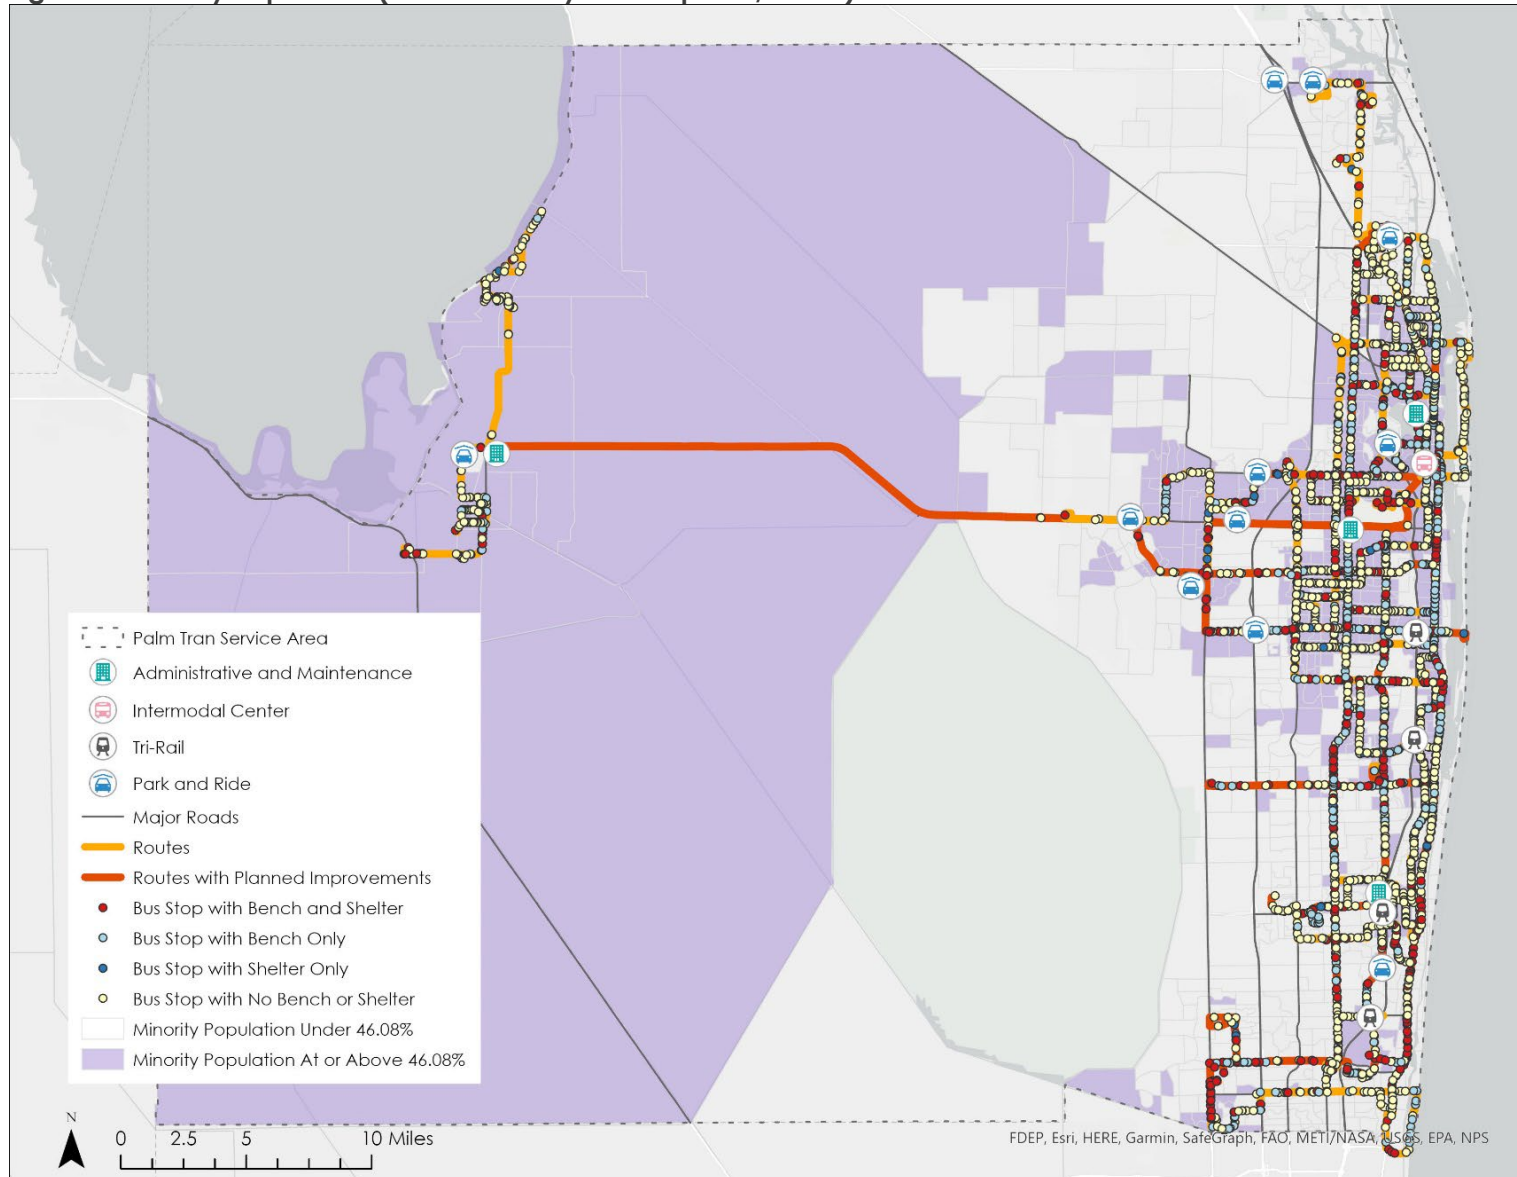 Palm Tran Service Area
Administrative and Maintenance
Intermodal Center
Tri-Rail
Park and Ride
Major Roads
Routes
Routes with Planned Improvements
Bus Stop with Bench and Shelter
Bus Stop with Bench Only
Bus Stop with Shelter Only
Bus Stop with No Bench or Shelter
Minority Population Under 46.08%
Minority Population At or Above 46.08%
N
0 2.5 5 10 Miles
FDEP, Esri, HERE, Garmin, SafeGraph, FAO, METI/NASA, USGS, EPA, NPS